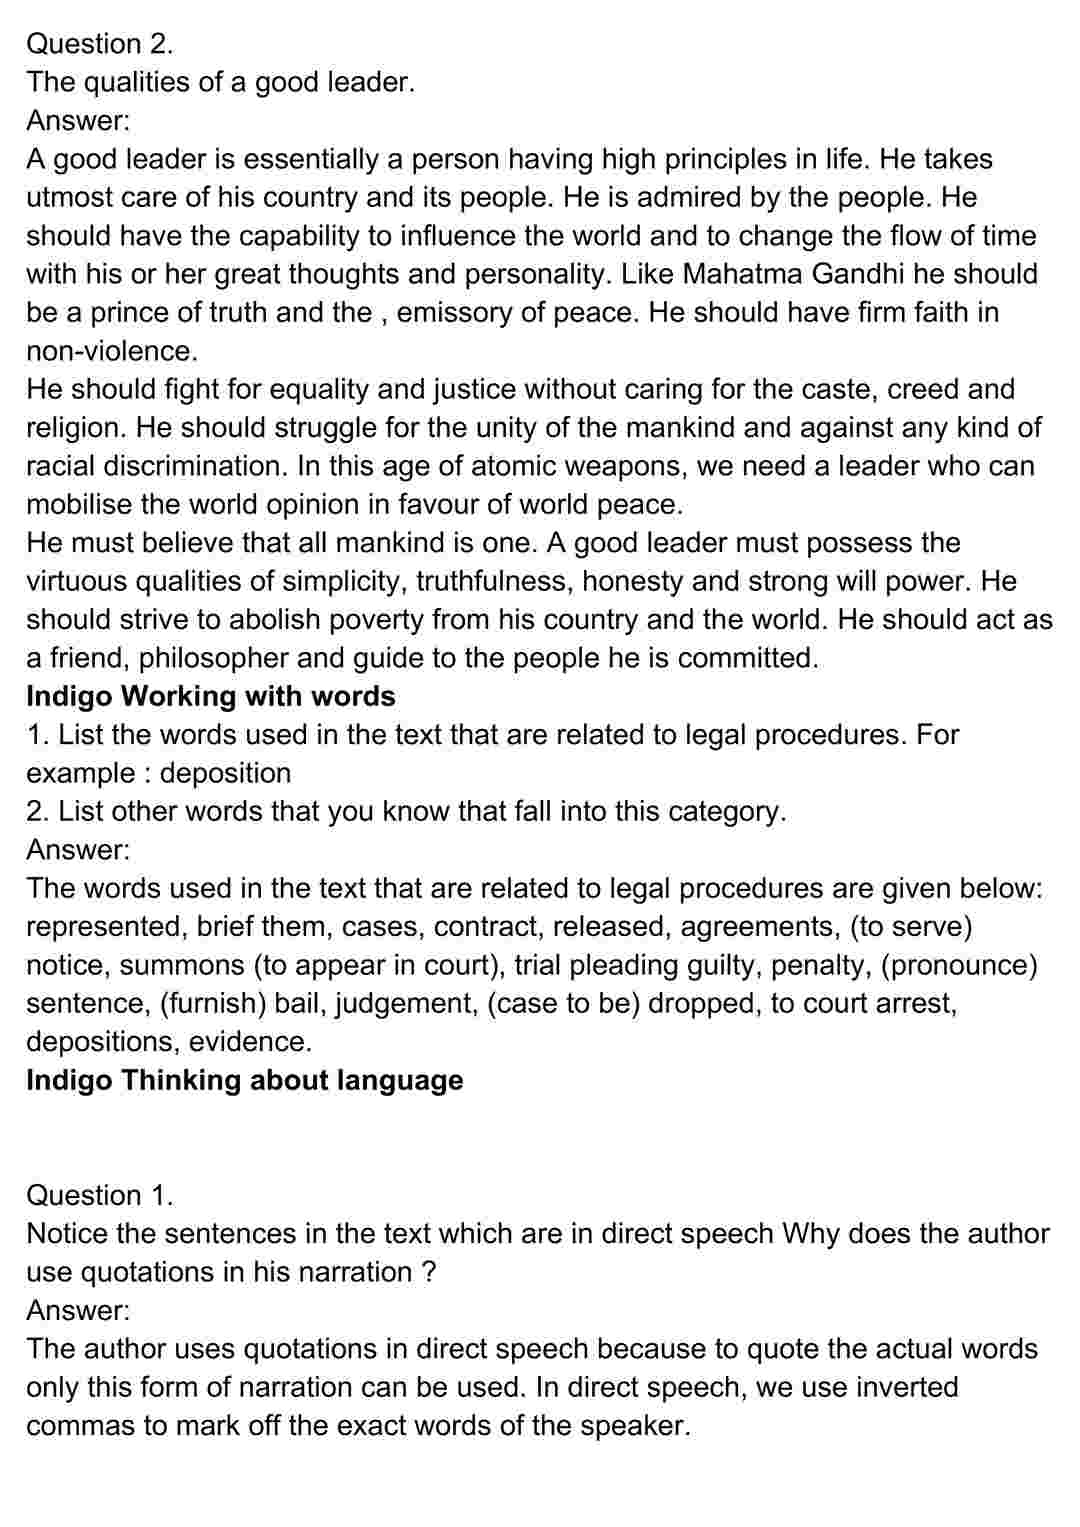 Question 2.
The qualities of a good leader.
Answer:
A good leader is essentially a person having high principles in life. He takes
utmost care of his country and its people. He is admired by the people. He
should have the capability to influence the world and to change the flow of time
with his or her great thoughts and personality. Like Mahatma Gandhi he should
be a prince of truth and the , emissory of peace. He should have firm faith in
non-violence.
He should fight for equality and justice without caring for the caste, creed and
religion. He should struggle for the unity of the mankind and against any kind of
racial discrimination. In this age of atomic weapons, we need a leader who can
mobilise the world opinion in favour of world peace.
He must believe that all mankind is one. A good leader must possess the
virtuous qualities of simplicity, truthfulness, honesty and strong will power. He
should strive to abolish poverty from his country and the world. He should act as
a friend, philosopher and guide to the people he is committed.
Indigo Working with words
1. List the words used in the text that are related to legal procedures. For
example : deposition
2. List other words that you know that fall into this category.
Answer:
The words used in the text that are related to legal procedures are given below:
represented, brief them, cases, contract, released, agreements, (to serve)
notice, summons (to appear in court), trial pleading guilty, penalty, (pronounce)
sentence, (furnish) bail, judgement, (case to be) dropped, to court arrest,
depositions, evidence.
Indigo Thinking about language
Question 1.
Notice the sentences in the text which are in direct speech Why does the author
use quotations in his narration ?
Answer:
The author uses quotations in direct speech because to quote the actual words
only this form of narration can be used. In direct speech, we use inverted
commas to mark off the exact words of the speaker.